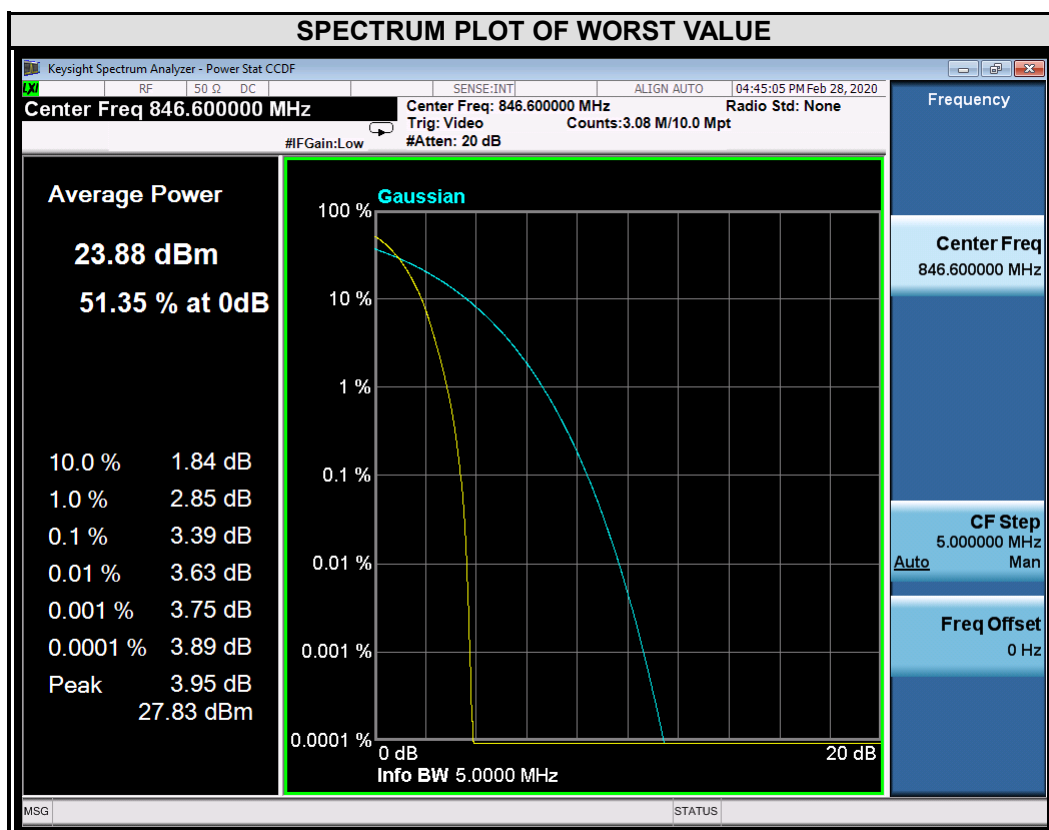 SPECTRUM PLOT OF WORST VALUE
Keysight Spectrum Analyzer - Power Stat CCDF
LXI RF 50 Ω DC SENSE:INT ALIGN AUTO 04:45:05 PM Feb 28, 2020
Center Freq 846.600000 MHz
Center Freq: 846.600000 MHz Radio Std: None
Trig: Video Counts:3.08 M/10.0 Mpt
#IFGain:Low #Atten: 20 dB
Frequency
Average Power
23.88 dBm
51.35 % at 0dB
10.0 % 1.84 dB
1.0 % 2.85 dB
0.1 % 3.39 dB
0.01 % 3.63 dB
0.001 % 3.75 dB
0.0001 % 3.89 dB
Peak 3.95 dB
27.83 dBm
Gaussian
100 %
10 %
1 %
0.1 %
0.01 %
0.001 %
0.0001 %
0 dB 20 dB
Info BW 5.0000 MHz
Center Freq
846.600000 MHz
CF Step
5.000000 MHz
Auto Man
Freq Offset
0 Hz
MSG STATUS